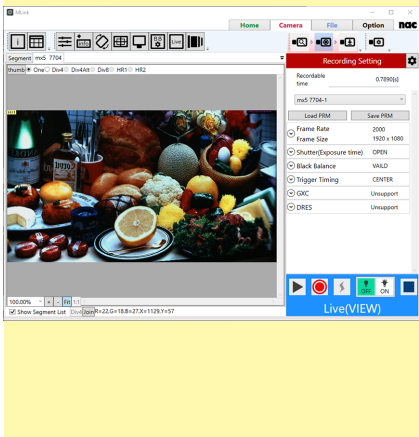 HXLink
Home Camera File Option nac
info BB Live
Segment mx5 7704
thumb One Div4 Div4Alt Div8 HR1 HR2
Recording Setting
Recordable time 0.7890[s]
mx5 7704-1
Load PRM Save PRM
Frame Rate 2000
Frame Size 1920 x 1080
Shutter(Exposure time) OPEN
Black Balance VAILD
Trigger Timing CENTER
GXC Unsupport
DRES Unsupport
OFF ON
100.00% + - Fit 1:1
Show Segment List Div4 Join R=22,G=18,B=27,X=1129,Y=57
Live(VIEW)